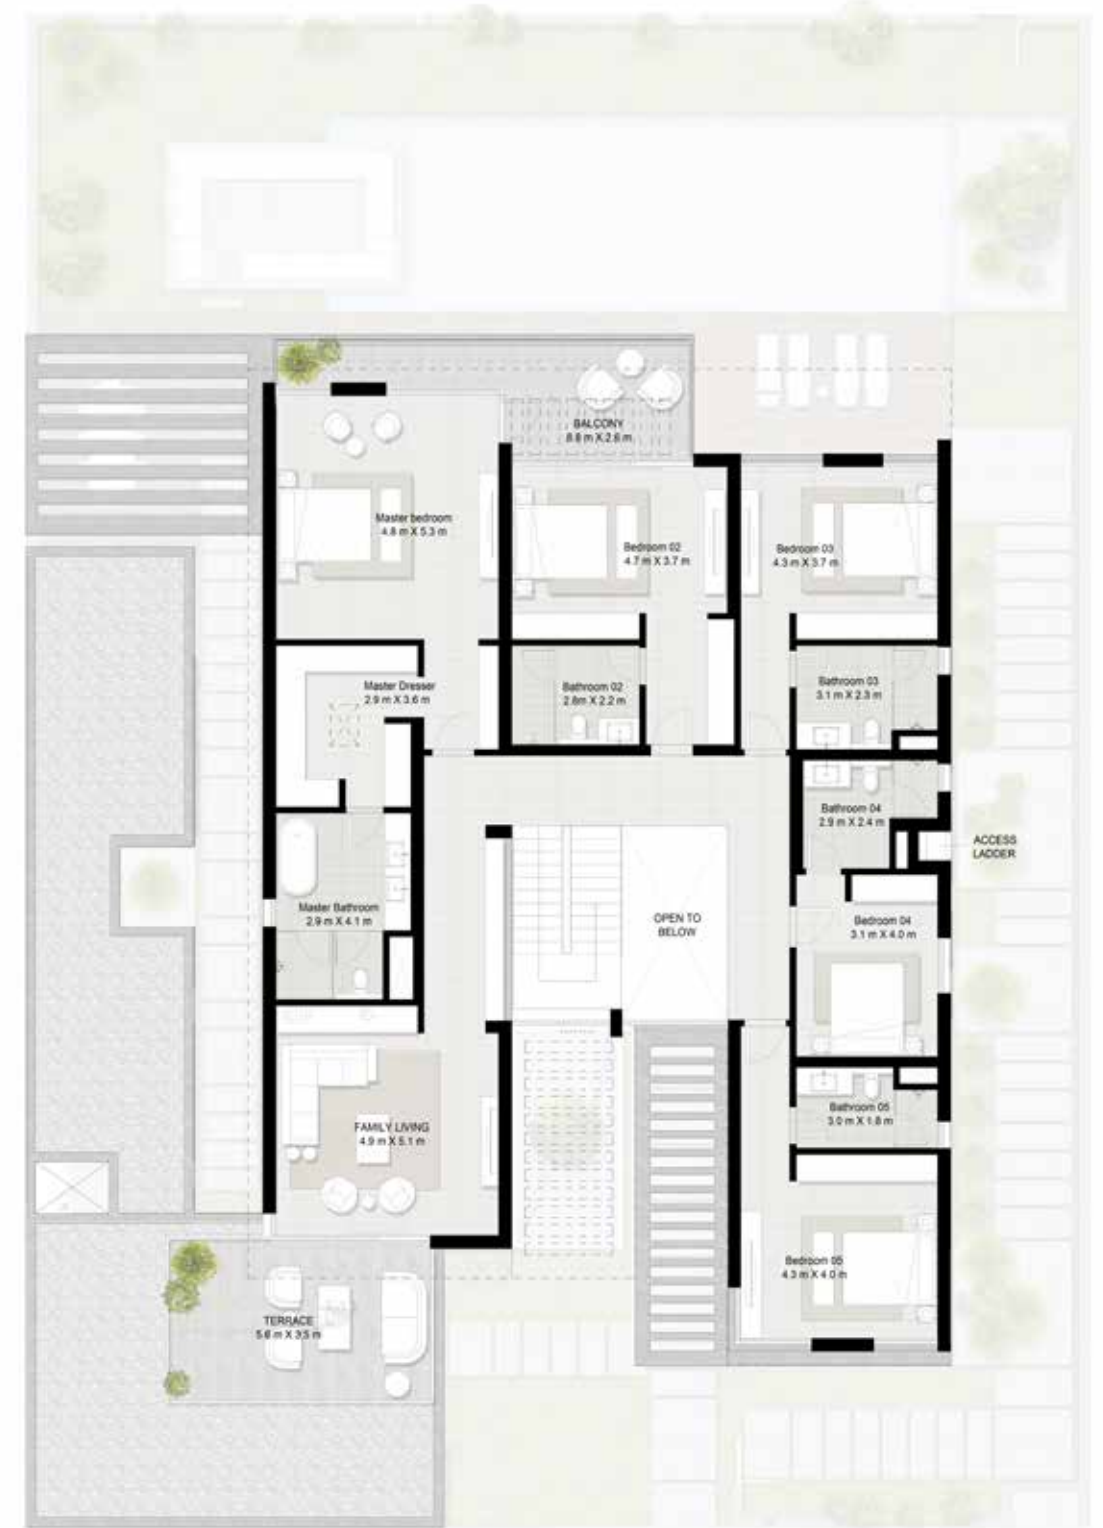 BALCONY
8.8 m X 2.6 m
Master bedroom
4.8 m X 5.3 m
Bedroom 02
4.7 m X 3.7 m
Bedroom 03
4.3 m X 3.7 m
Master Dresser
2.9 m X 3.6 m
Bathroom 02
2.8m X 2.2 m
Bathroom 03
3.1 m X 2.3 m
Bathroom 04
2.9 m X 2.4 m
ACCESS
LADDER
Master Bathroom
2.9 m X 4.1 m
OPEN TO
BELOW
Bedroom 04
3.1 m X 4.0 m
FAMILY LIVING
4.9 m X 5.1 m
Bathroom 05
3.0 m X 1.8 m
Bedroom 05
4.3 m X 4.0 m
TERRACE
5.6 m X 3.5 m